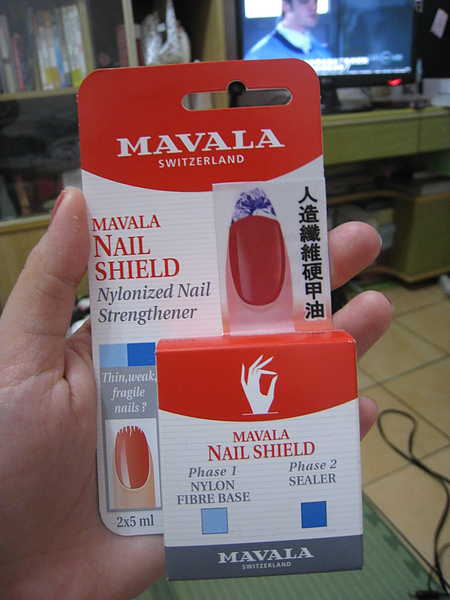 MAVALA
SWITZERLAND
MAVALA
NAIL
SHIELD
Nylonized Nail
Strengthener
人造纖維硬甲油
Thin,weak,
fragile
nails ?
2x5 ml
MAVALA
NAIL SHIELD
Phase 1
NYLON
FIBRE BASE
Phase 2
SEALER
MAVALA
SWITZERLAND